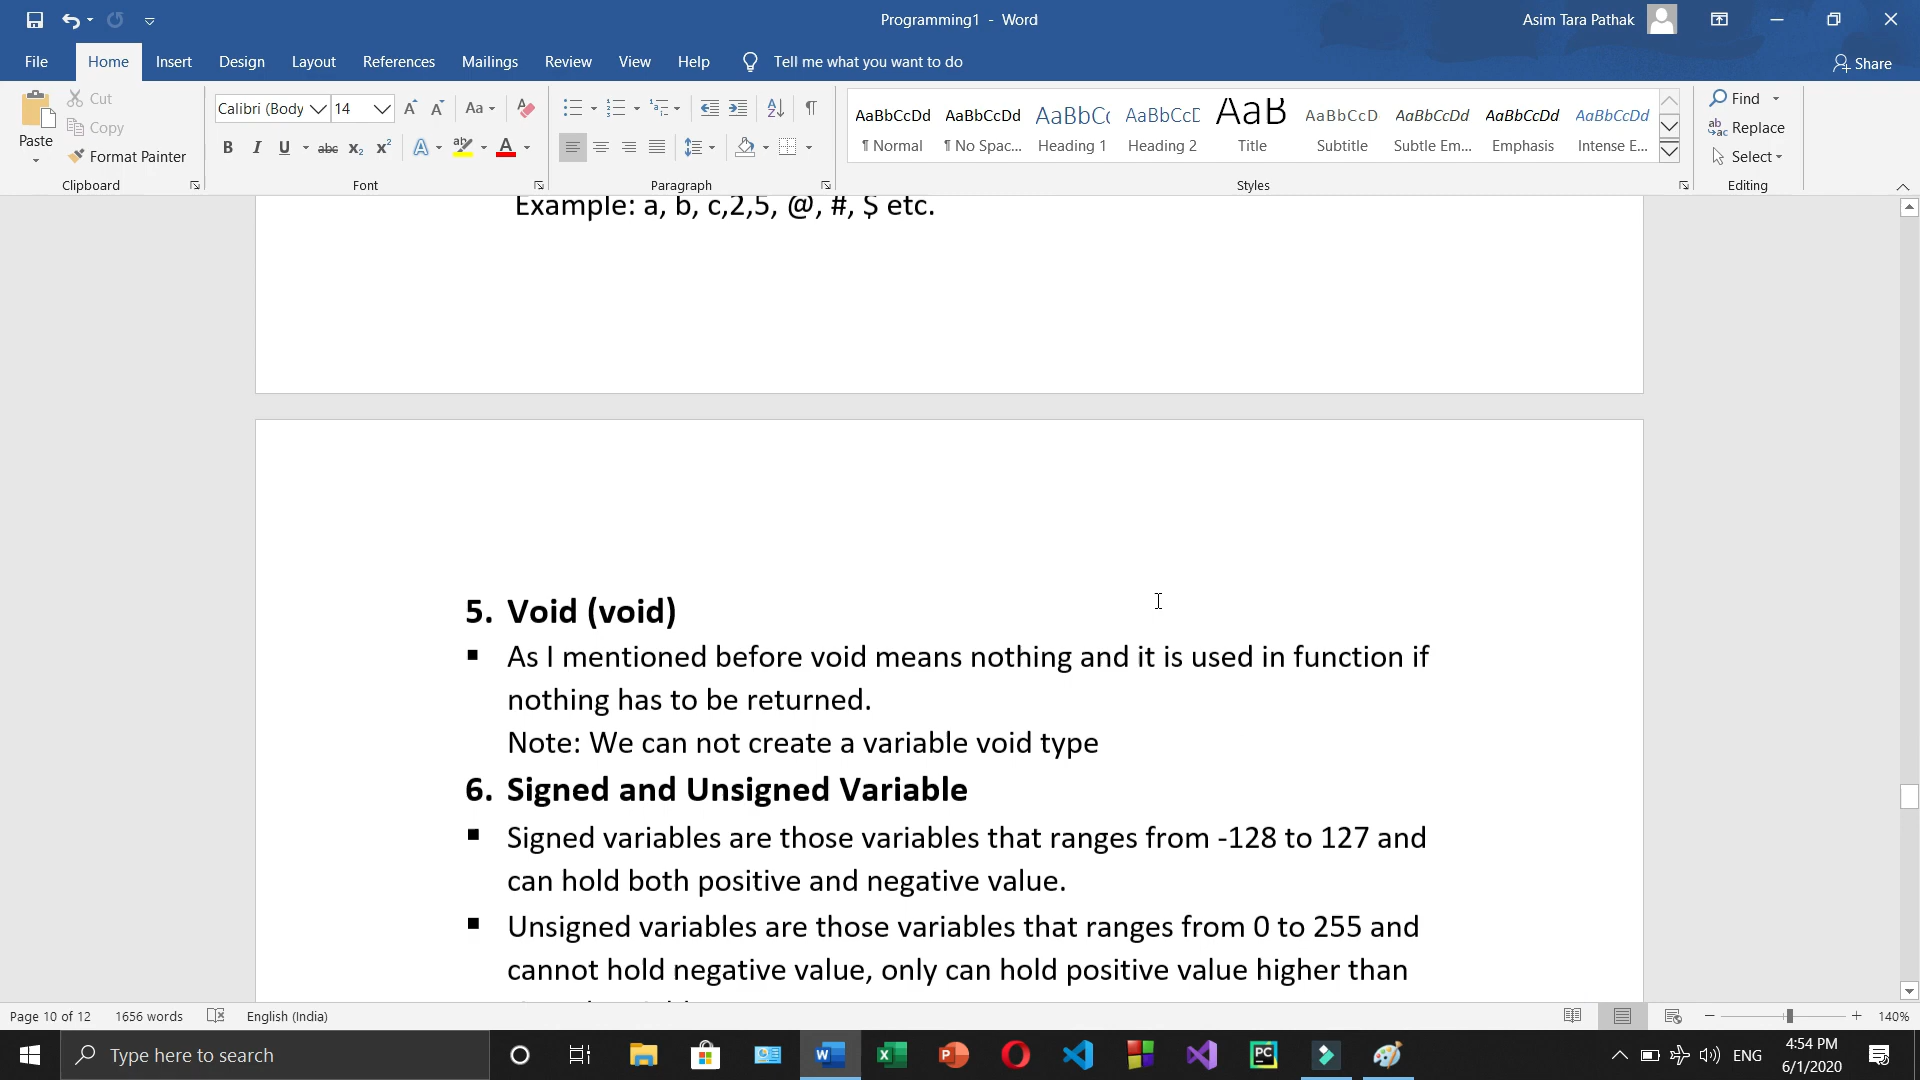 Programming1 - Word
Asim Tara Pathak
File Home Insert Design Layout References Mailings Review View Help Tell me what you want to do
Share
Paste
Cut
Copy
Format Painter
Clipboard
Calibri (Body 14
Font
Paragraph
AaBbCcDd AaBbCcDd AaBbCc AaBbCcD AaB AaBbCcD AaBbCcDd AaBbCcDd AaBbCcDd
¶ Normal ¶ No Spac... Heading 1 Heading 2 Title Subtitle Subtle Em... Emphasis Intense E...
Styles
Find
Replace
Select
Editing
Example: a, b, c,2,5, @, #, $ etc.
5. Void (void)
▪ As I mentioned before void means nothing and it is used in function if
nothing has to be returned.
Note: We can not create a variable void type
6. Signed and Unsigned Variable
▪ Signed variables are those variables that ranges from -128 to 127 and
can hold both positive and negative value.
▪ Unsigned variables are those variables that ranges from 0 to 255 and
cannot hold negative value, only can hold positive value higher than
Page 10 of 12 1656 words English (India)
140%
Type here to search
ENG
4:54 PM
6/1/2020